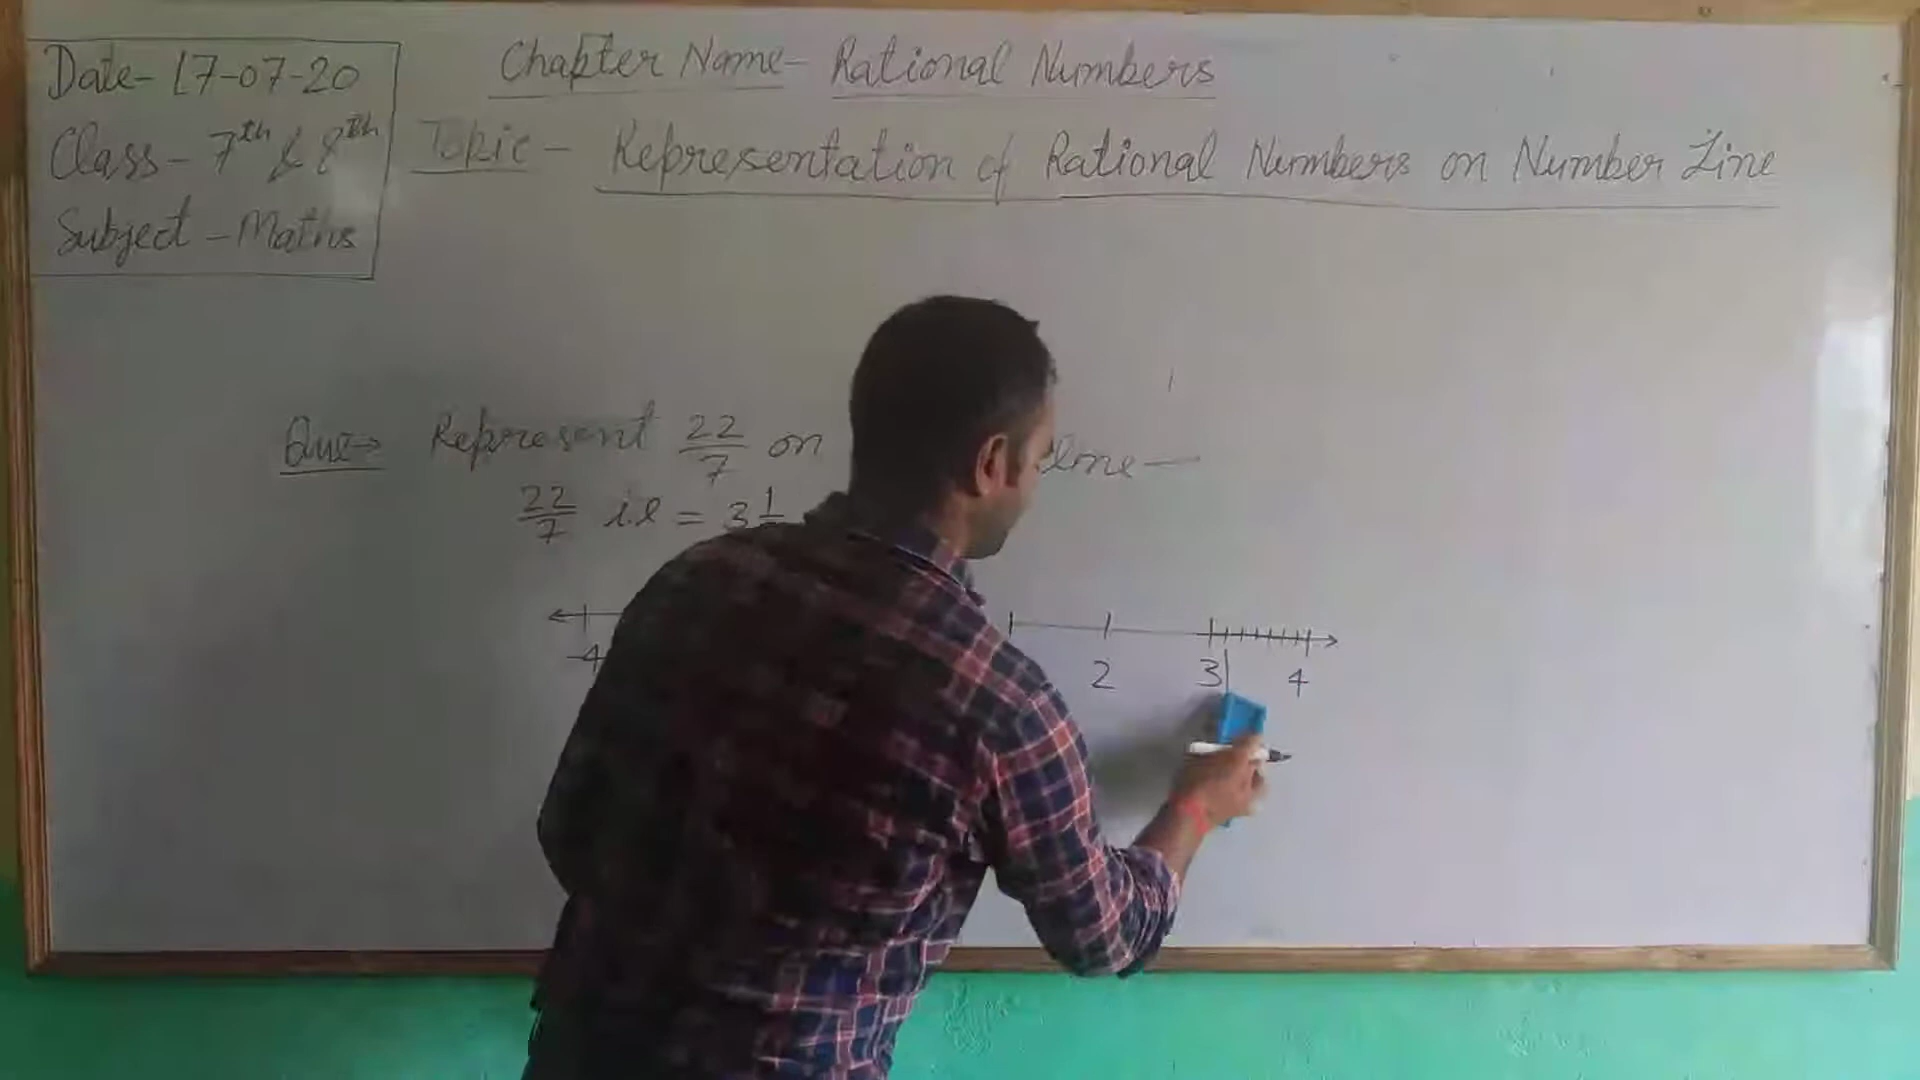 Date- 17-07-20
Class- 7th & 8th
Subject - Maths
Chapter Name- Rational Numbers
Topic - Representation of Rational Numbers on Number Line
Que→ Represent 22/7 on line —
22/7 i.e = 3 1
-4 2 3 4